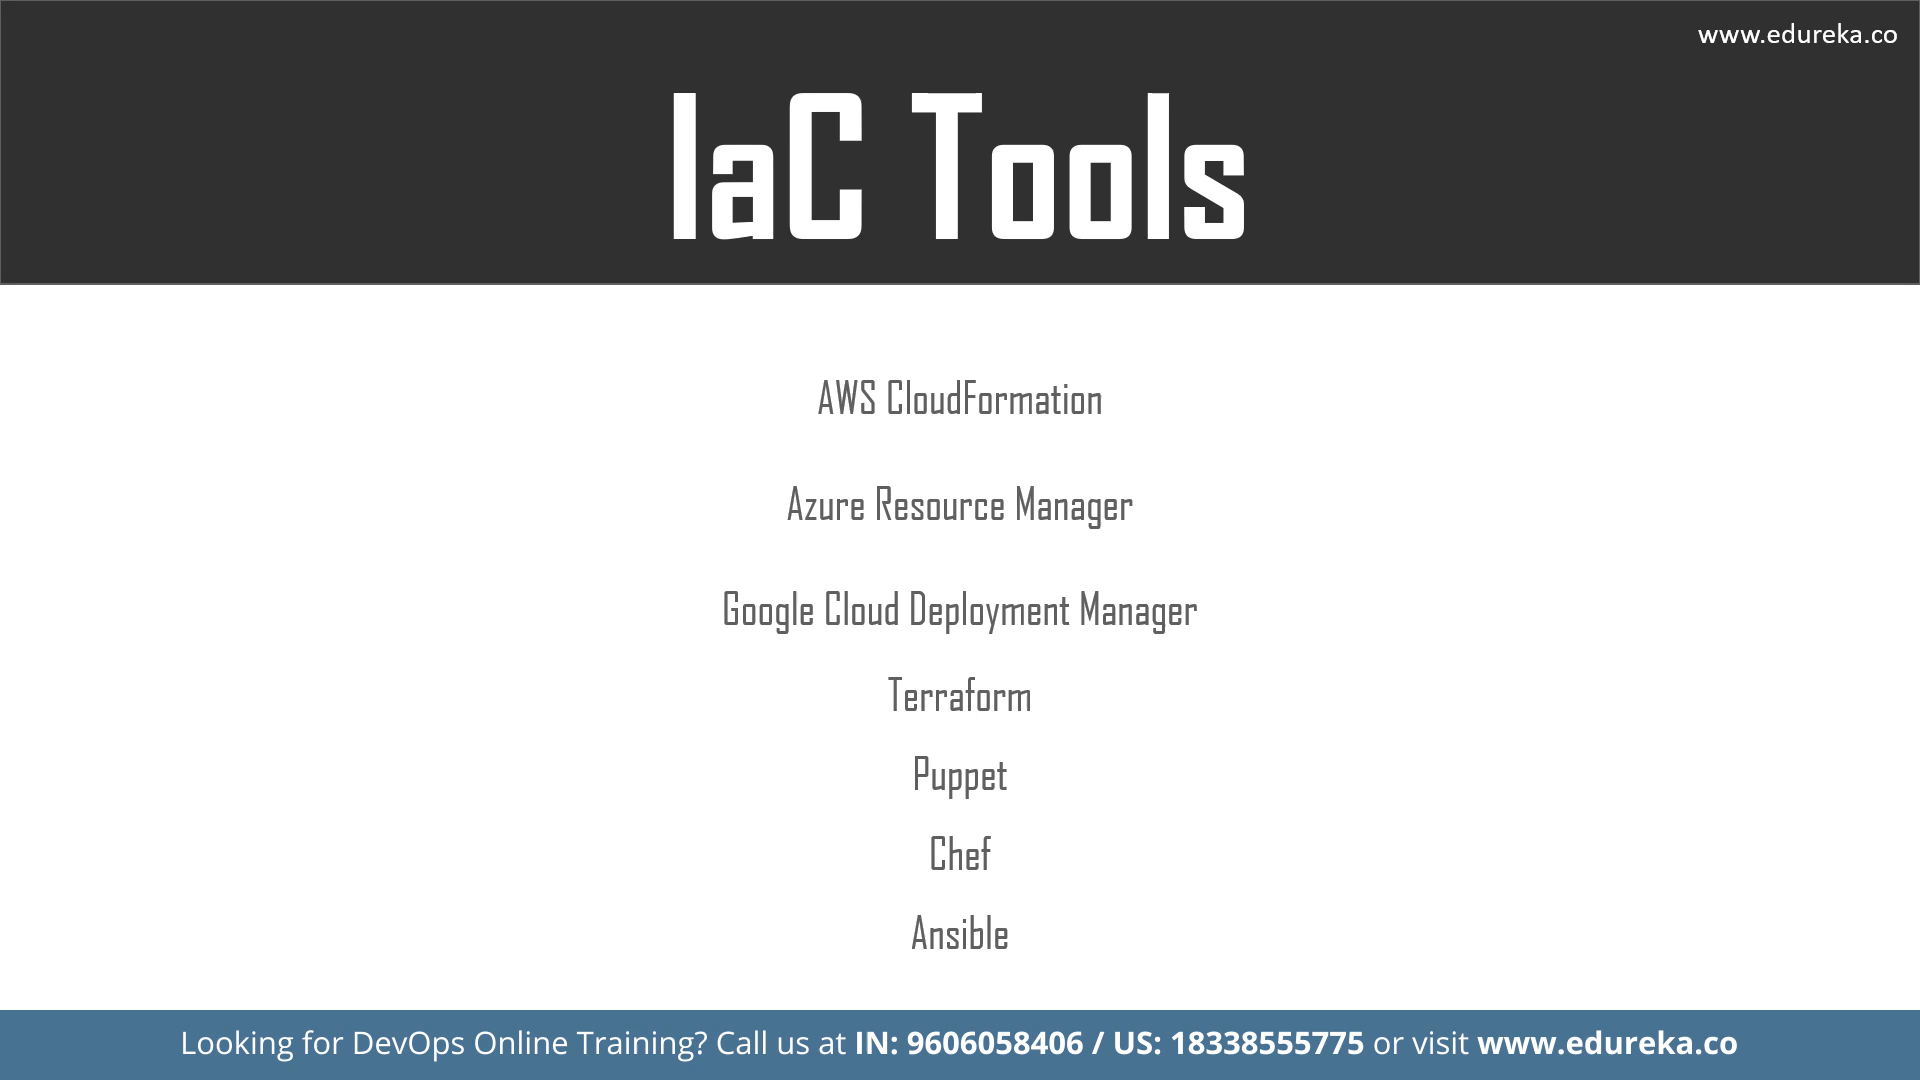 www.edureka.co
IaC Tools
AWS CloudFormation
Azure Resource Manager
Google Cloud Deployment Manager
Terraform
Puppet
Chef
Ansible
Looking for DevOps Online Training? Call us at IN: 9606058406 / US: 18338555775 or visit www.edureka.co